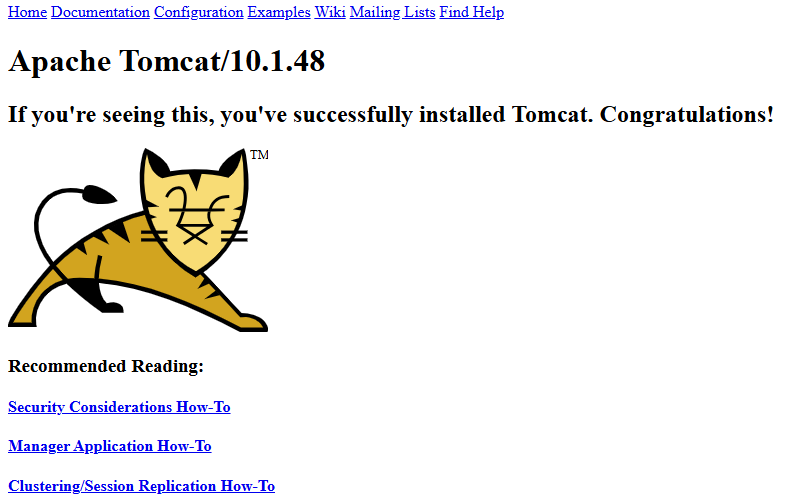 Home Documentation Configuration Examples Wiki Mailing Lists Find Help
Apache Tomcat/10.1.48
If you're seeing this, you've successfully installed Tomcat. Congratulations!
TM
Recommended Reading:
Security Considerations How-To
Manager Application How-To
Clustering/Session Replication How-To